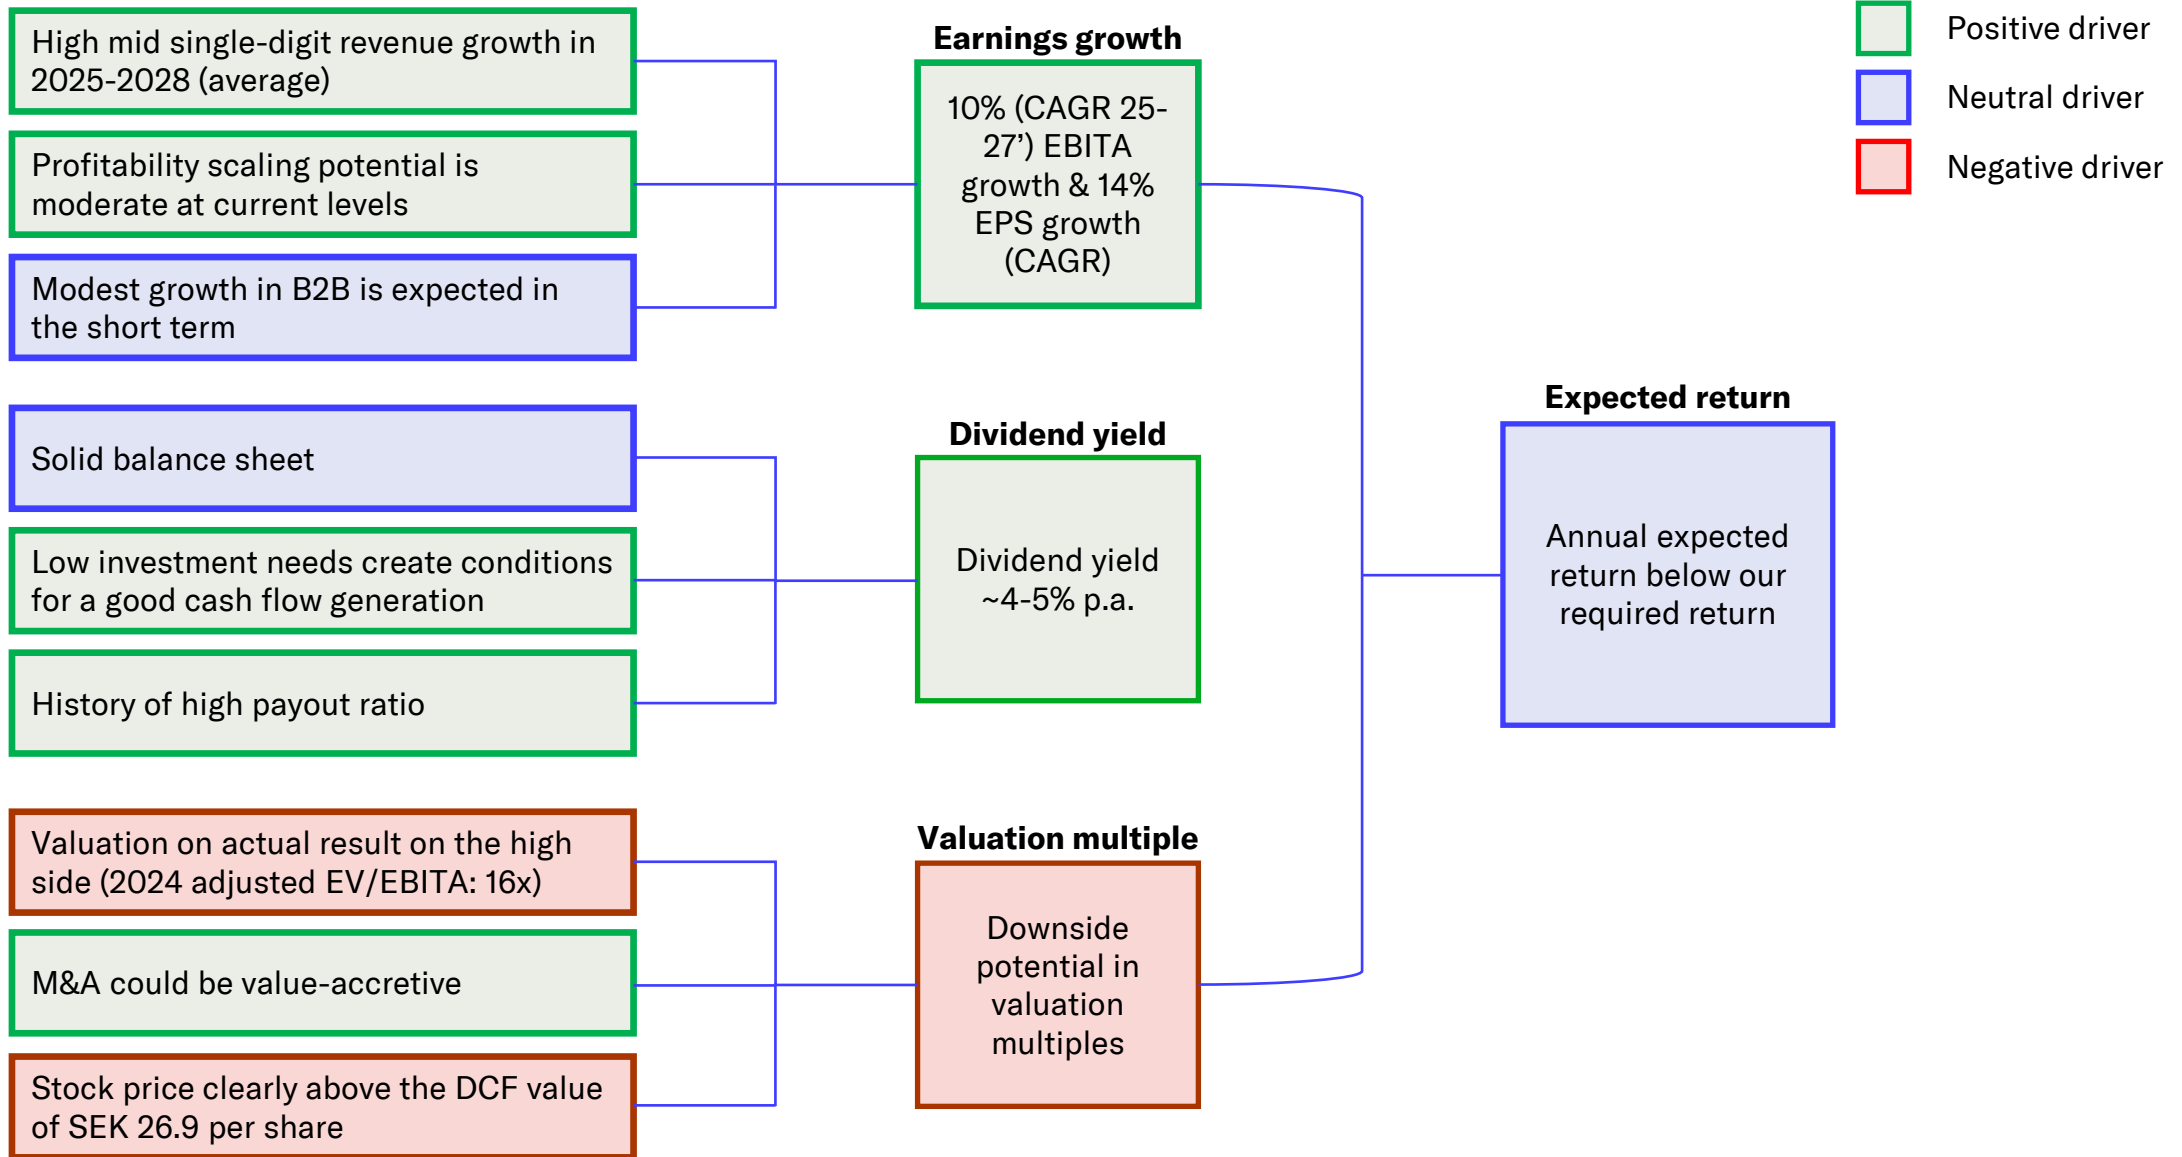 High mid single-digit revenue growth in
2025-2028 (average)
Profitability scaling potential is
moderate at current levels
Modest growth in B2B is expected in
the short term
Earnings growth
10% (CAGR 25-
27’) EBITA
growth & 14%
EPS growth
(CAGR)
Solid balance sheet
Low investment needs create conditions
for a good cash flow generation
History of high payout ratio
Dividend yield
Dividend yield
~4-5% p.a.
Valuation on actual result on the high
side (2024 adjusted EV/EBITA: 16x)
M&A could be value-accretive
Stock price clearly above the DCF value
of SEK 26.9 per share
Valuation multiple
Downside
potential in
valuation
multiples
Expected return
Annual expected
return below our
required return
Positive driver
Neutral driver
Negative driver